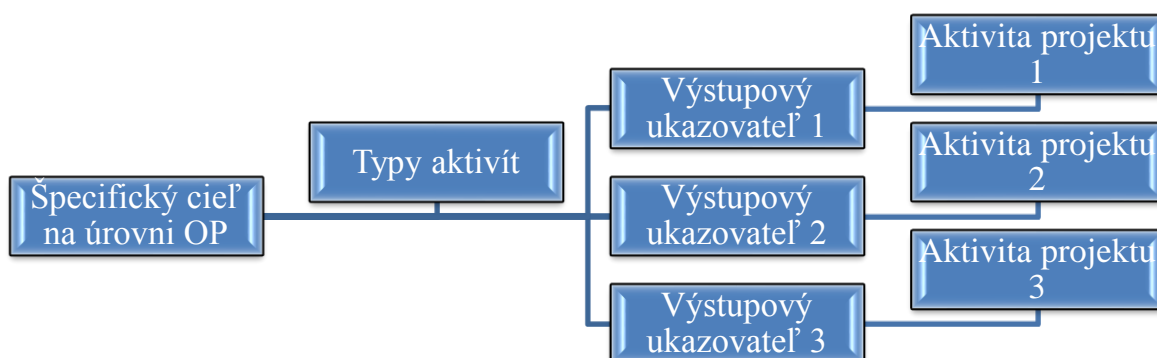 Špecifický cieľ
na úrovni OP
Typy aktivít
Výstupový
ukazovateľ 1
Výstupový
ukazovateľ 2
Výstupový
ukazovateľ 3
Aktivita projektu
1
Aktivita projektu
2
Aktivita projektu
3